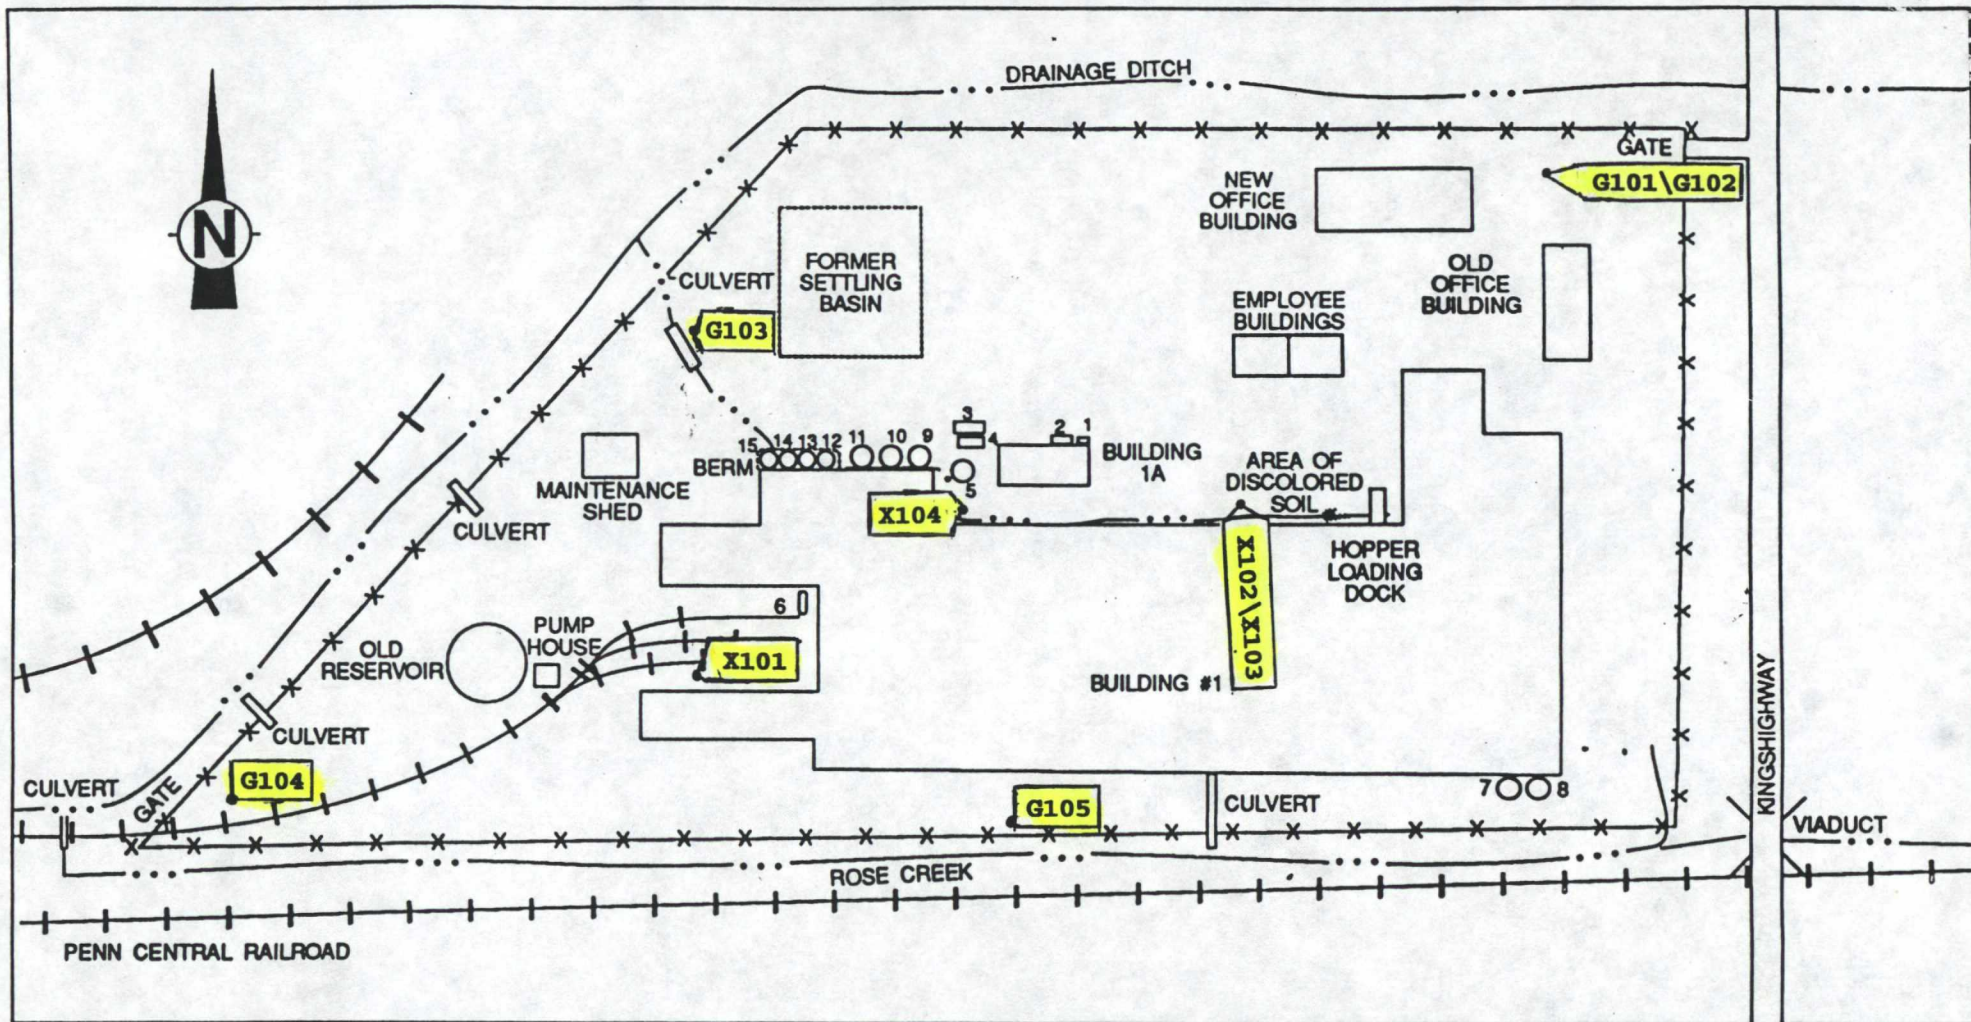 DRAINAGE DITCH
GATE
G101\G102
NEW
OFFICE
BUILDING
N
FORMER
SETTLING
BASIN
CULVERT
OLD
OFFICE
BUILDING
G103
EMPLOYEE
BUILDINGS
3
2 1
15 14 13 12 11 10 9
4
BERM
BUILDING
1A
AREA OF
DISCOLORED
SOIL
5
MAINTENANCE
SHED
X104
CULVERT
HOPPER
LOADING
DOCK
X102\X103
6
PUMP
HOUSE
OLD
RESERVOIR
X101
BUILDING #1
KINGSHIGHWAY
CULVERT
G104
CULVERT
GATE
G105
CULVERT
7 8
VIADUCT
ROSE CREEK
PENN CENTRAL RAILROAD